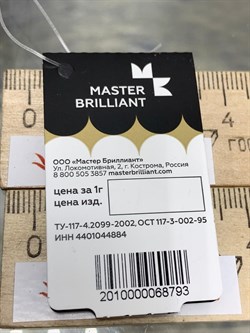 MASTER
BRILLIANT
ООО «Мастер Бриллиант»
Ул. Локомотивная, 2, г. Кострома, Россия
8 800 505 3857 masterbrilliant.com
цена за 1г
цена изд.
ТУ-117-4.2099-2002, ОСТ 117-3-002-95
ИНН 4401044884
2010000068793